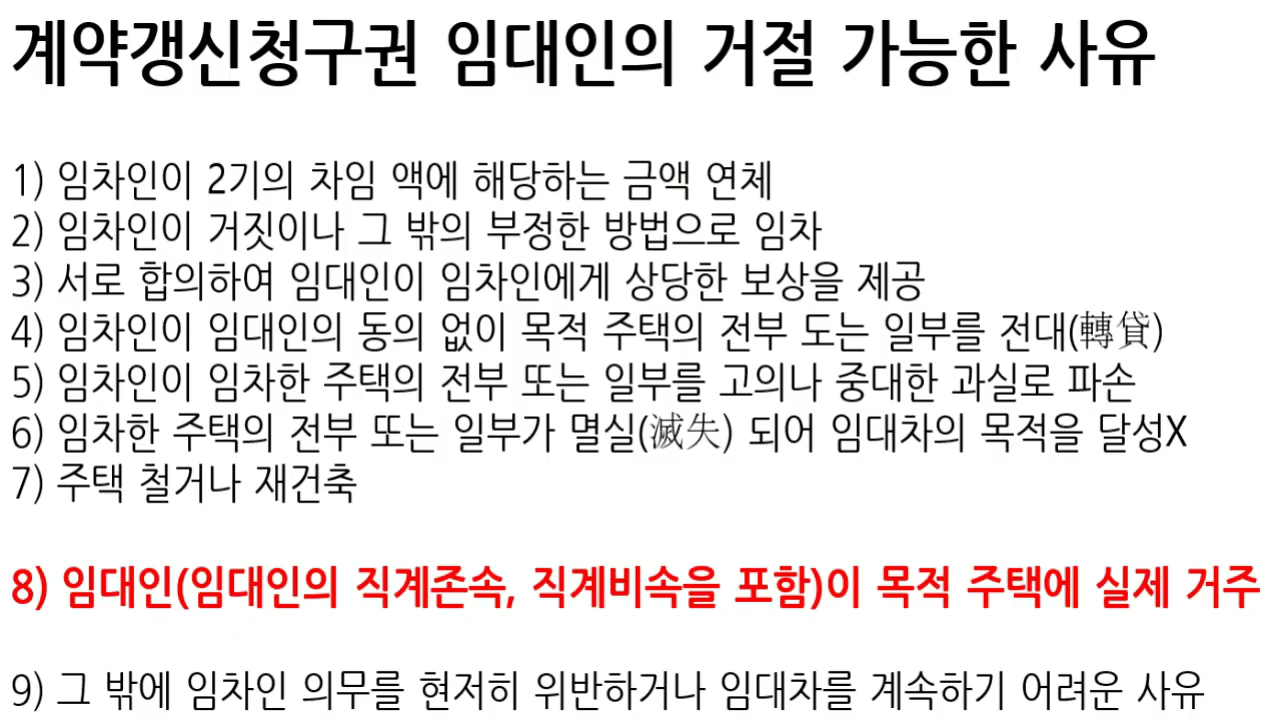 계약갱신청구권 임대인의 거절 가능한 사유
1) 임차인이 2기의 차임 액에 해당하는 금액 연체
2) 임차인이 거짓이나 그 밖의 부정한 방법으로 임차
3) 서로 합의하여 임대인이 임차인에게 상당한 보상을 제공
4) 임차인이 임대인의 동의 없이 목적 주택의 전부 도는 일부를 전대(轉貸)
5) 임차인이 임차한 주택의 전부 또는 일부를 고의나 중대한 과실로 파손
6) 임차한 주택의 전부 또는 일부가 멸실(滅失) 되어 임대차의 목적을 달성X
7) 주택 철거나 재건축
8) 임대인(임대인의 직계존속, 직계비속을 포함)이 목적 주택에 실제 거주
9) 그 밖에 임차인 의무를 현저히 위반하거나 임대차를 계속하기 어려운 사유